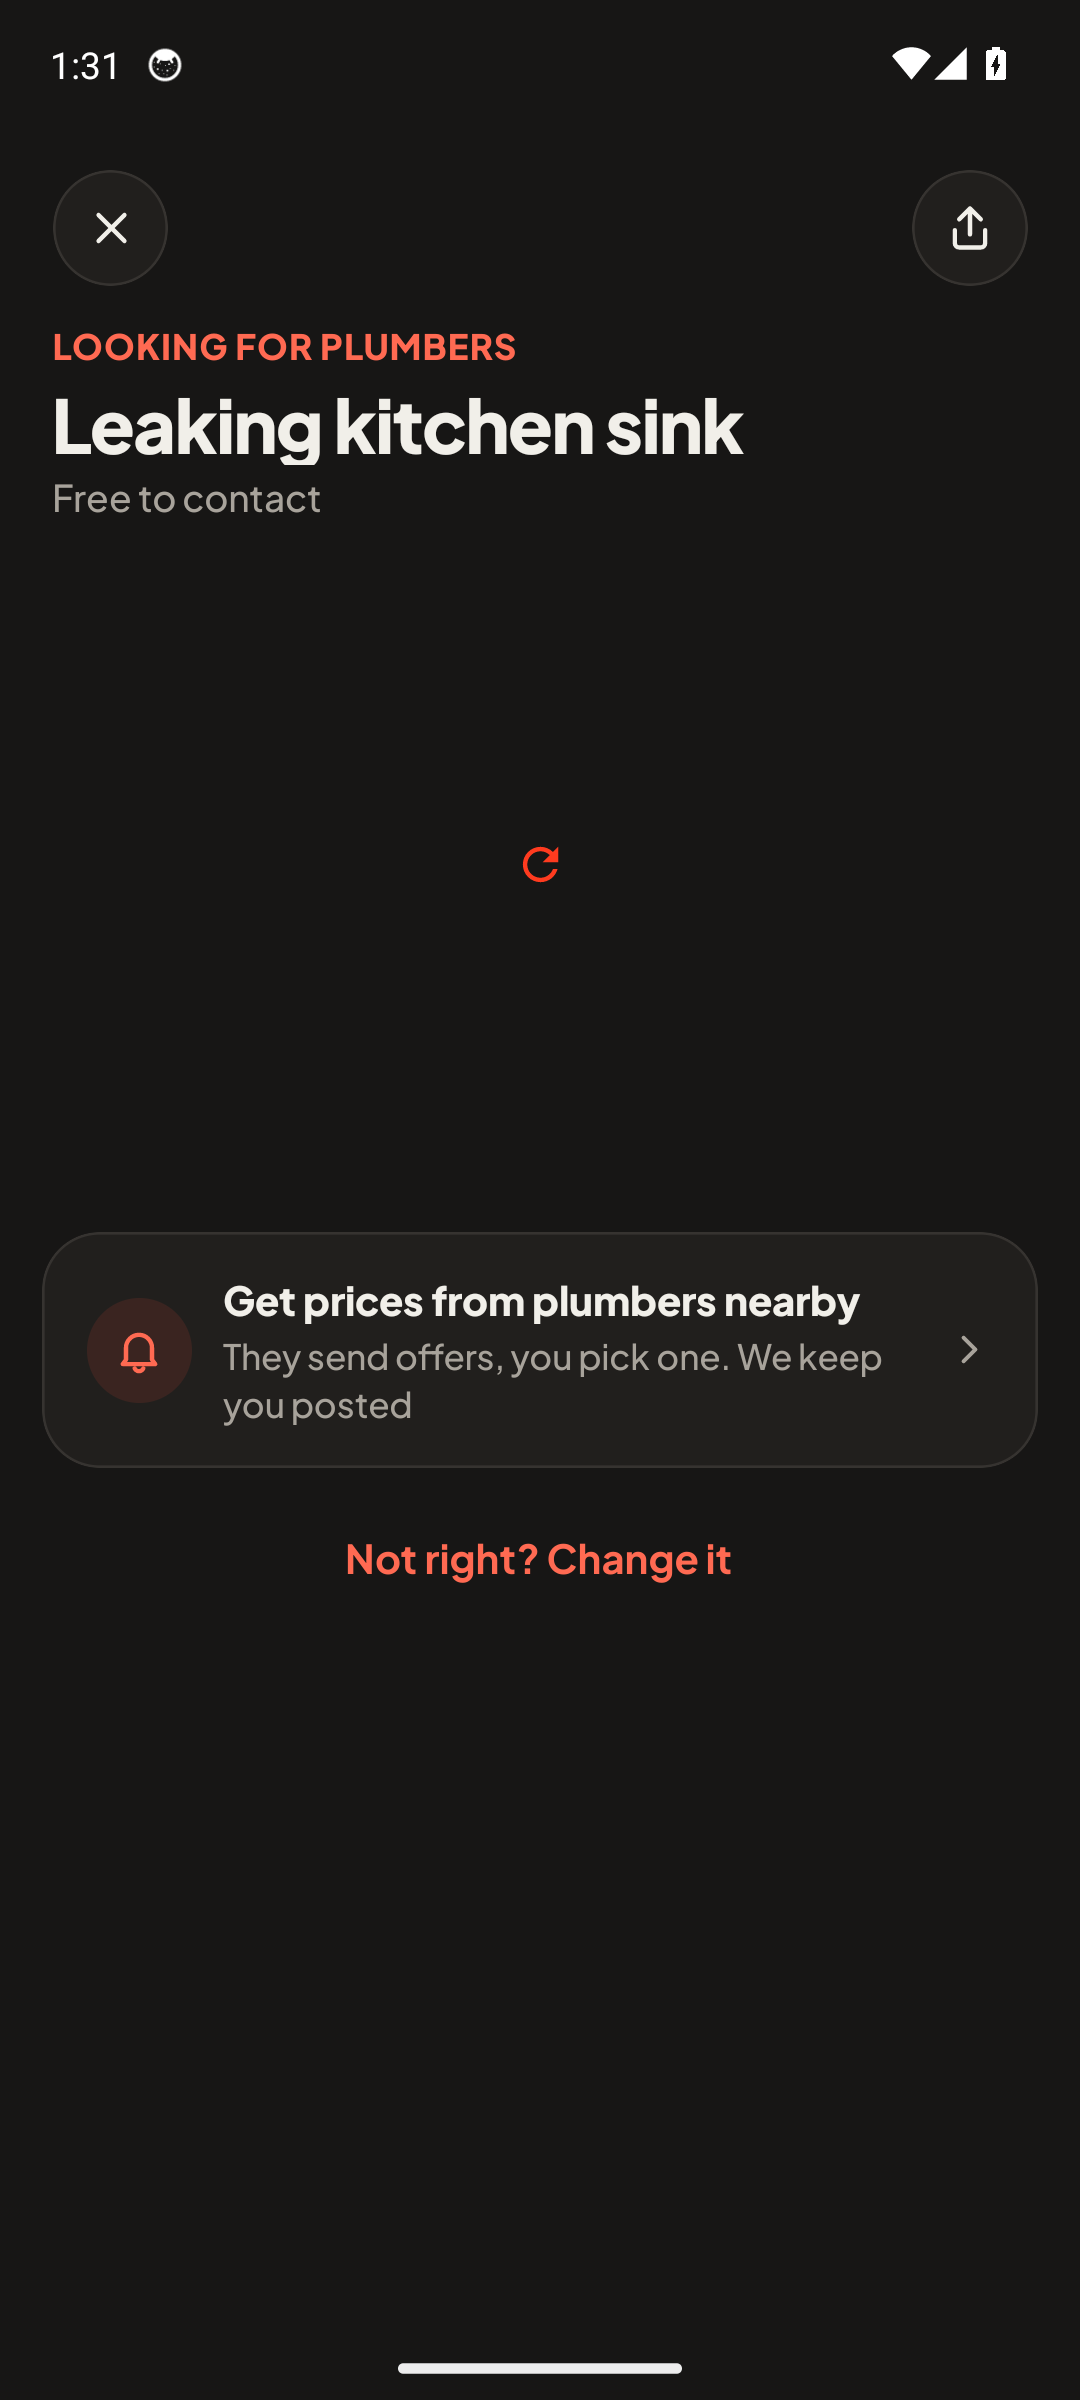 1:31
LOOKING FOR PLUMBERS
Leaking kitchen sink
Free to contact
Get prices from plumbers nearby
They send offers, you pick one. We keep
you posted
Not right? Change it